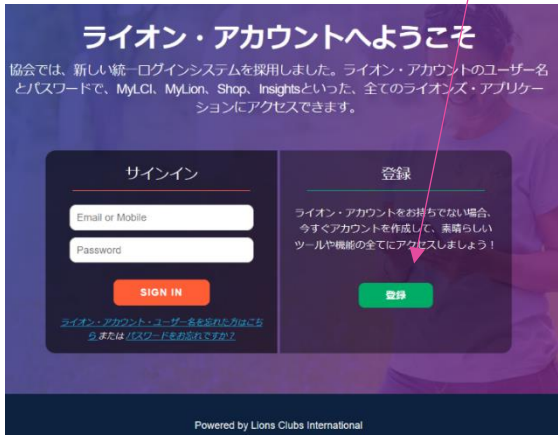 ライオン・アカウントへようこそ
協会では、新しい統一ログインシステムを採用しました。ライオン・アカウントのユーザー名
とパスワードで、MyLCI、MyLion、Shop、Insightsといった、全てのライオンズ・アプリケー
ションにアクセスできます。
サインイン
Email or Mobile
Password
SIGN IN
ライオン・アカウント・ユーザー名を忘れた方はこち
ら または パスワードをお忘れですか？
登録
ライオン・アカウントをお持ちでない場合、
今すぐアカウントを作成して、素晴らしい
ツールや機能の全てにアクセスしましょう！
登録
Powered by Lions Clubs International